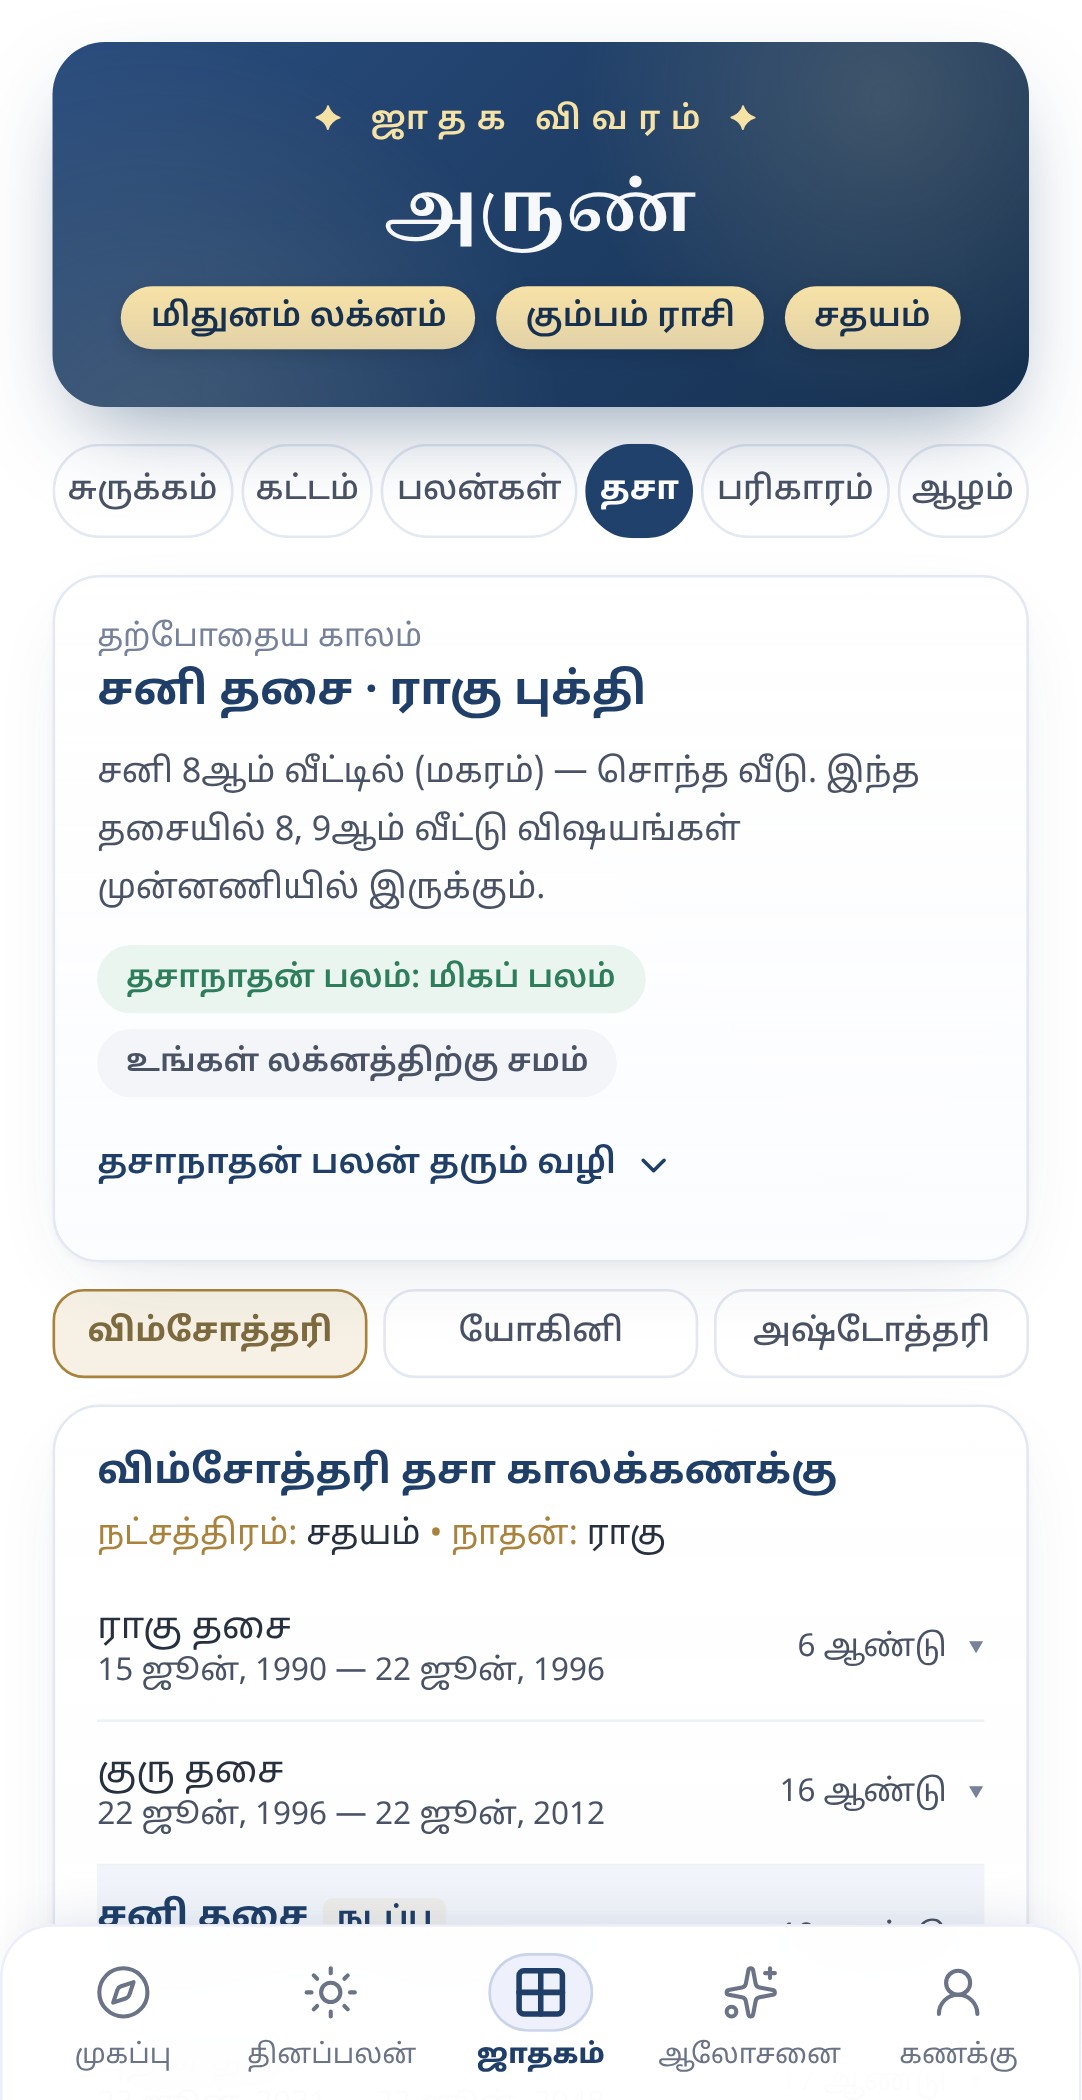 ✦ ஜாதக விவரம் ✦
அருண்
மிதுனம் லக்னம் கும்பம் ராசி சதயம்
சுருக்கம் கட்டம் பலன்கள் தசா பரிகாரம் ஆழம்
தற்போதைய காலம்
சனி தசை · ராகு புக்தி
சனி 8ஆம் வீட்டில் (மகரம்) — சொந்த வீடு. இந்த
தசையில் 8, 9ஆம் வீட்டு விஷயங்கள்
முன்னணியில் இருக்கும்.
தசாநாதன் பலம்: மிகப் பலம்
உங்கள் லக்னத்திற்கு சமம்
தசாநாதன் பலன் தரும் வழி
விம்சோத்தரி யோகினி அஷ்டோத்தரி
விம்சோத்தரி தசா காலக்கணக்கு
நட்சத்திரம்: சதயம் • நாதன்: ராகு
ராகு தசை
15 ஜூன், 1990 — 22 ஜூன், 1996
6 ஆண்டு
குரு தசை
22 ஜூன், 1996 — 22 ஜூன், 2012
16 ஆண்டு
சனி தசை நடப்பு
முகப்பு தினப்பலன் ஜாதகம் ஆலோசனை கணக்கு